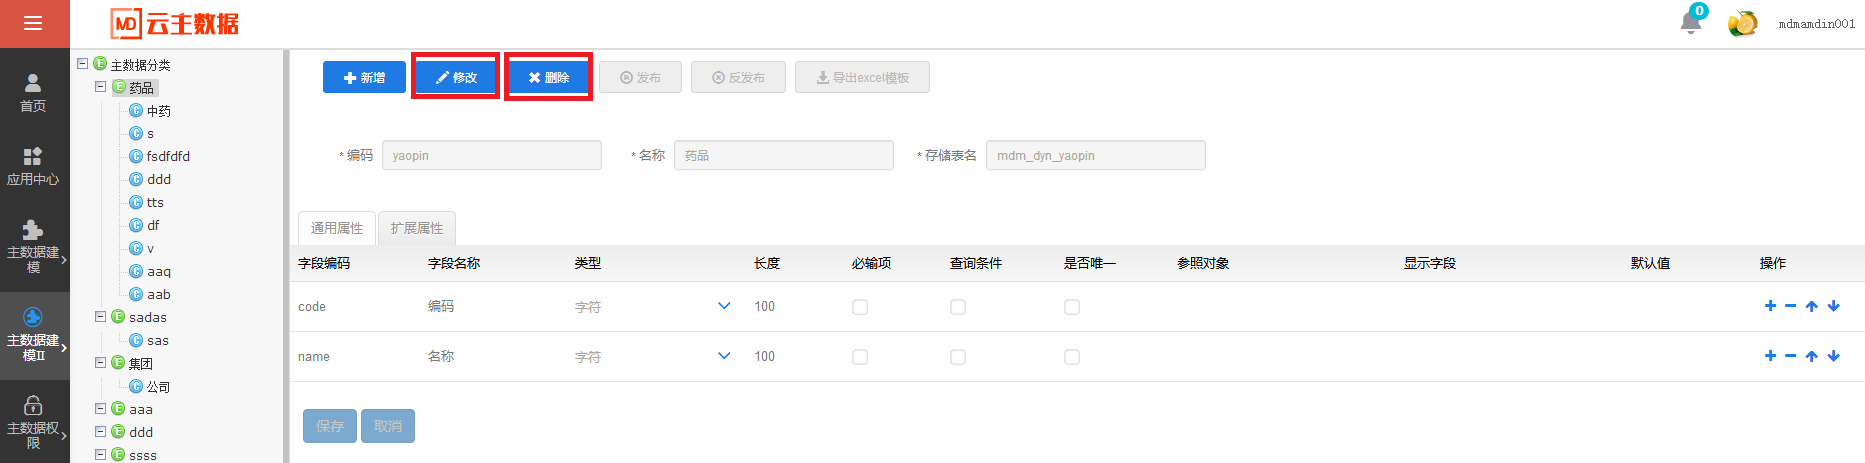 MD 云主数据
0
mdmamdin001
首页
应用中心
主数据建
模
主数据建
模II
主数据权
限
主数据分类
药品
中药
s
fsdfdfd
ddd
tts
df
v
aaq
aab
sadas
sas
集团
公司
aaa
ddd
ssss
新增 修改 删除 发布 反发布 导出excel模板
* 编码 yaopin * 名称 药品 * 存储表名 mdm_dyn_yaopin
通用属性 扩展属性
字段编码 字段名称 类型 长度 必输项 查询条件 是否唯一 参照对象 显示字段 默认值 操作
code 编码 字符 100
name 名称 字符 100
保存 取消